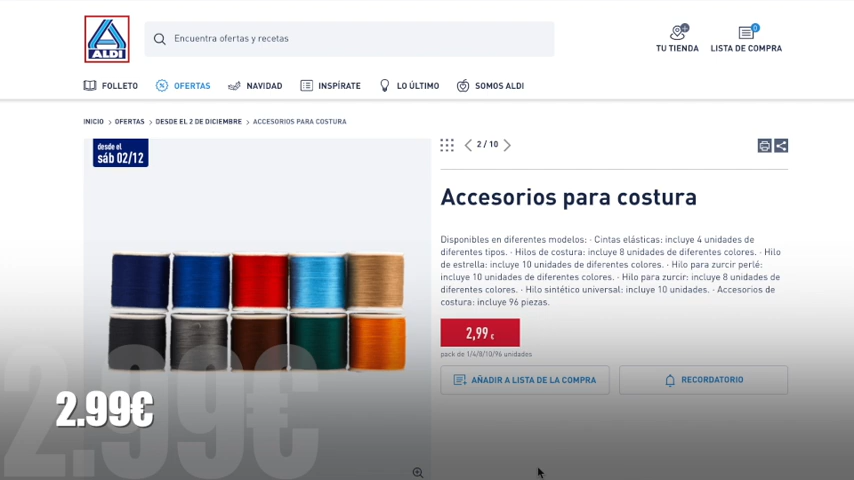 ALDI
Encuentra ofertas y recetas
TU TIENDA
0
LISTA DE COMPRA
FOLLETO
OFERTAS
NAVIDAD
INSPÍRATE
LO ÚLTIMO
SOMOS ALDI
INICIO > OFERTAS > DESDE EL 2 DE DICIEMBRE > ACCESORIOS PARA COSTURA
desde el
sáb 02/12
2 / 10
Accesorios para costura
Disponibles en diferentes modelos: · Cintas elásticas: incluye 4 unidades de
diferentes tipos. · Hilos de costura: incluye 8 unidades de diferentes colores. · Hilo
de estrella: incluye 10 unidades de diferentes colores. · Hilo para zurcir perlé:
incluye 10 unidades de diferentes colores. · Hilo para zurcir: incluye 8 unidades de
diferentes colores. · Hilo sintético universal: incluye 10 unidades. · Accesorios de
costura: incluye 96 piezas.
2,99 €
pack de 1/4/8/10/96 unidades
AÑADIR A LISTA DE LA COMPRA
RECORDATORIO
2.99€
2.99€